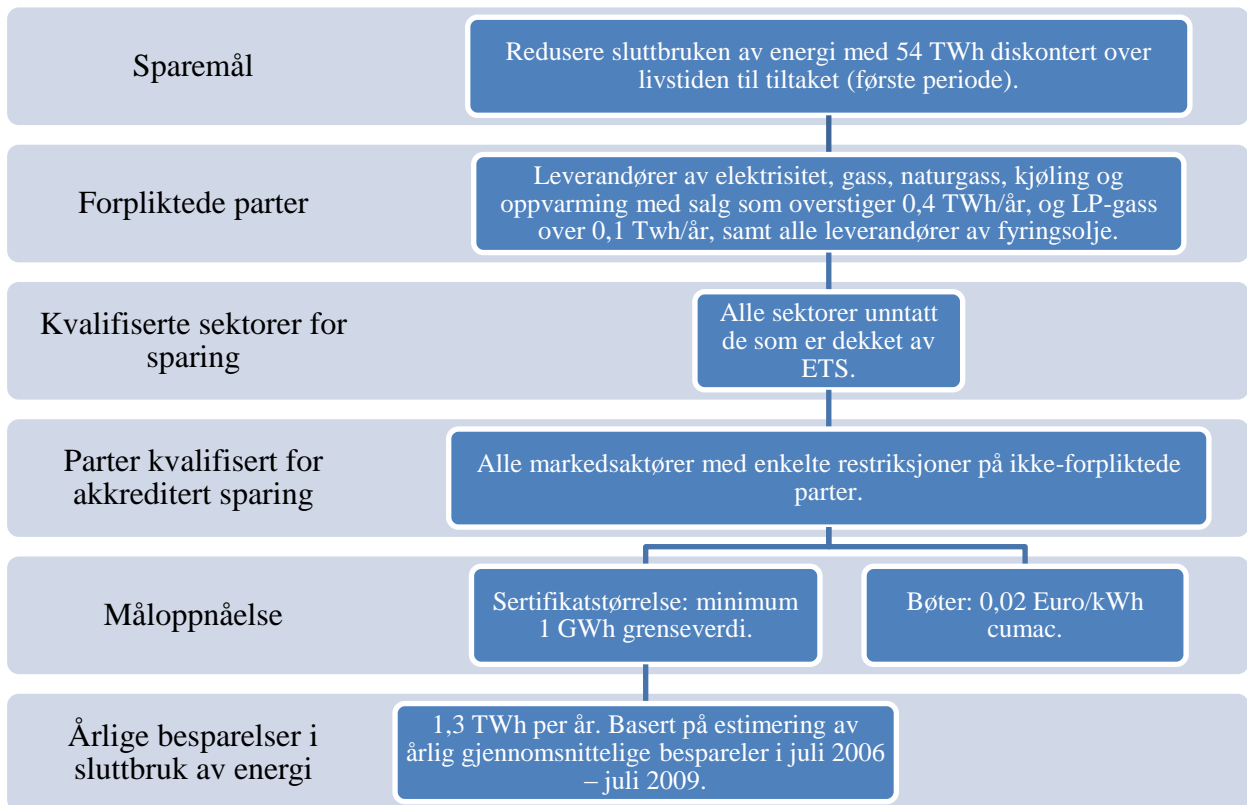 Sparemål
Redusere sluttbruken av energi med 54 TWh diskontert over
livstiden til tiltaket (første periode).
Forpliktede parter
Leverandører av elektrisitet, gass, naturgass, kjøling og
oppvarming med salg som overstiger 0,4 TWh/år, og LP-gass
over 0,1 Twh/år, samt alle leverandører av fyringsolje.
Kvalifiserte sektorer for
sparing
Alle sektorer unntatt
de som er dekket av
ETS.
Parter kvalifisert for
akkreditert sparing
Alle markedsaktører med enkelte restriksjoner på ikke-forpliktede
parter.
Måloppnåelse
Sertifikatstørrelse: minimum
1 GWh grenseverdi.
Bøter: 0,02 Euro/kWh
cumac.
Årlige besparelser i
sluttbruk av energi
1,3 TWh per år. Basert på estimering av
årlig gjennomsnittelige bespareler i juli 2006
– juli 2009.